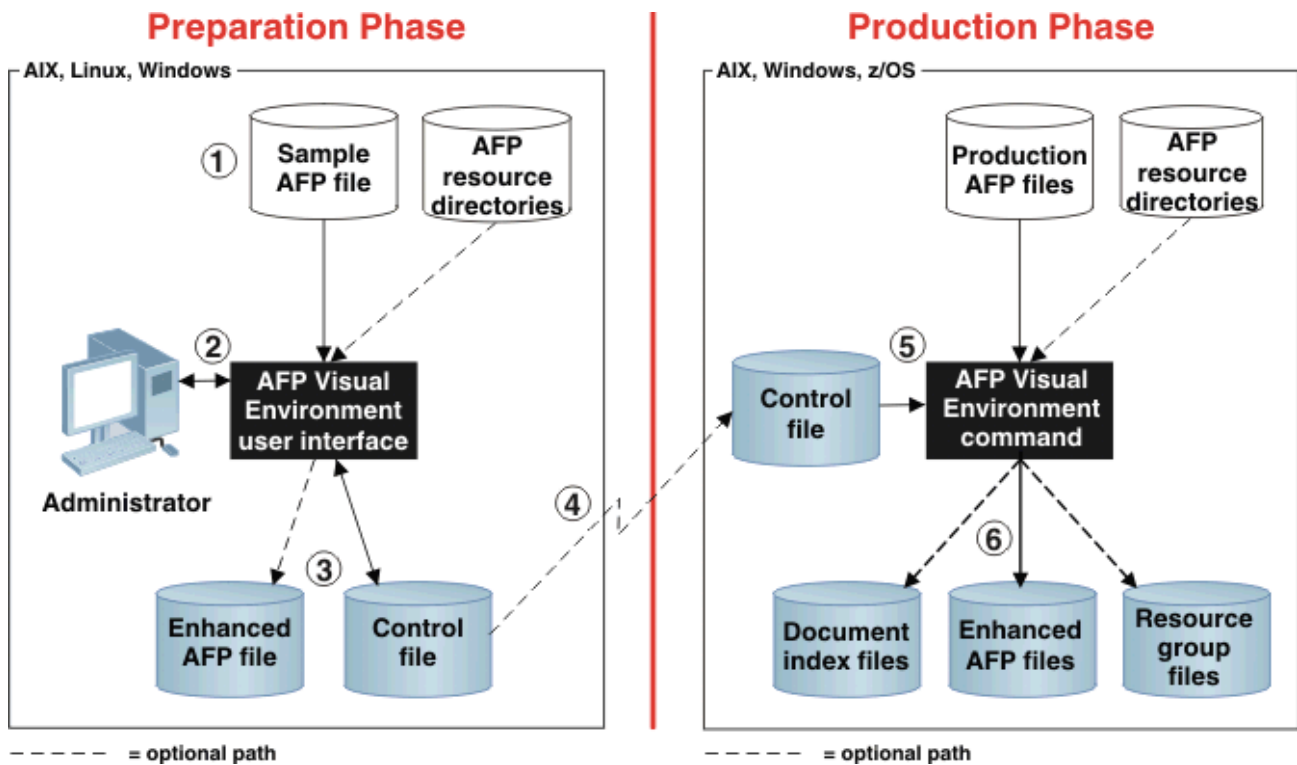 Preparation Phase
AIX, Linux, Windows
1
Sample
AFP file
AFP
resource
directories
2
AFP Visual
Environment
user interface
Administrator
3
Enhanced
AFP file
Control
file
4
- - - - - = optional path
Production Phase
AIX, Windows, z/OS
Production
AFP files
AFP
resource
directories
5
Control
file
AFP Visual
Environment
command
6
Document
index files
Enhanced
AFP files
Resource
group
files
- - - - - = optional path